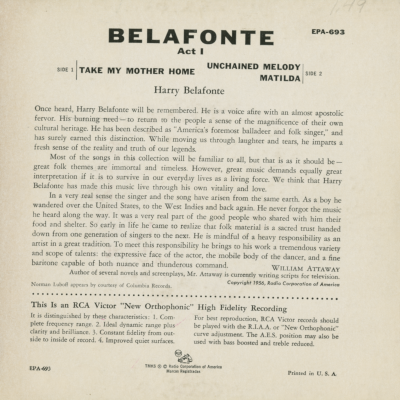 EPA-693
BELAFONTE
Act I
SIDE 1 TAKE MY MOTHER HOME
UNCHAINED MELODY
MATILDA SIDE 2
Harry Belafonte
Once heard, Harry Belafonte will be remembered. He is a voice afire with an almost apostolic
fervor. His burning need—to return to the people a sense of the magnificence of their own
cultural heritage. He has been described as "America's foremost balladeer and folk singer," and
has surely earned this distinction. While moving us through laughter and tears, he imparts a
fresh sense of the reality and truth of our legends.
Most of the songs in this collection will be familiar to all, but that is as it should be—
great folk themes are immortal and timeless. However, great music demands equally great
interpretation if it is to survive in our everyday lives as a living force. We think that Harry
Belafonte has made this music live through his own vitality and love.
In a very real sense the singer and the song have arisen from the same earth. As a boy he
wandered over the United States, to the West Indies and back again. He never forgot the music
he heard along the way. It was a very real part of the good people who shared with him their
food and shelter. So early in life he came to realize that folk material is a sacred trust handed
down from one generation of singers to the next. He is mindful of a heavy responsibility as an
artist in a great tradition. To meet this responsibility he brings to his work a tremendous variety
and scope of talents: the expressive face of the actor, the mobile body of the dancer, and a fine
baritone capable of both nuance and thunderous command.
WILLIAM ATTAWAY
Author of several novels and screenplays, Mr. Attaway is currently writing scripts for television.
Norman Luboff appears by courtesy of Columbia Records.
Copyright 1956, Radio Corporation of America
This Is an RCA Victor "New Orthophonic" High Fidelity Recording
It is distinguished by these characteristics: 1. Com-
plete frequency range. 2. Ideal dynamic range plus
clarity and brilliance. 3. Constant fidelity from out-
side to inside of record. 4. Improved quiet surfaces.
For best reproduction, RCA Victor records should
be played with the R.I.A.A. or "New Orthophonic"
curve adjustment. The A.E.S. position may also be
used with bass boosted and treble reduced.
TMKS ® © Radio Corporation of America
Marcas Registradas
EPA-693
Printed in U. S. A.